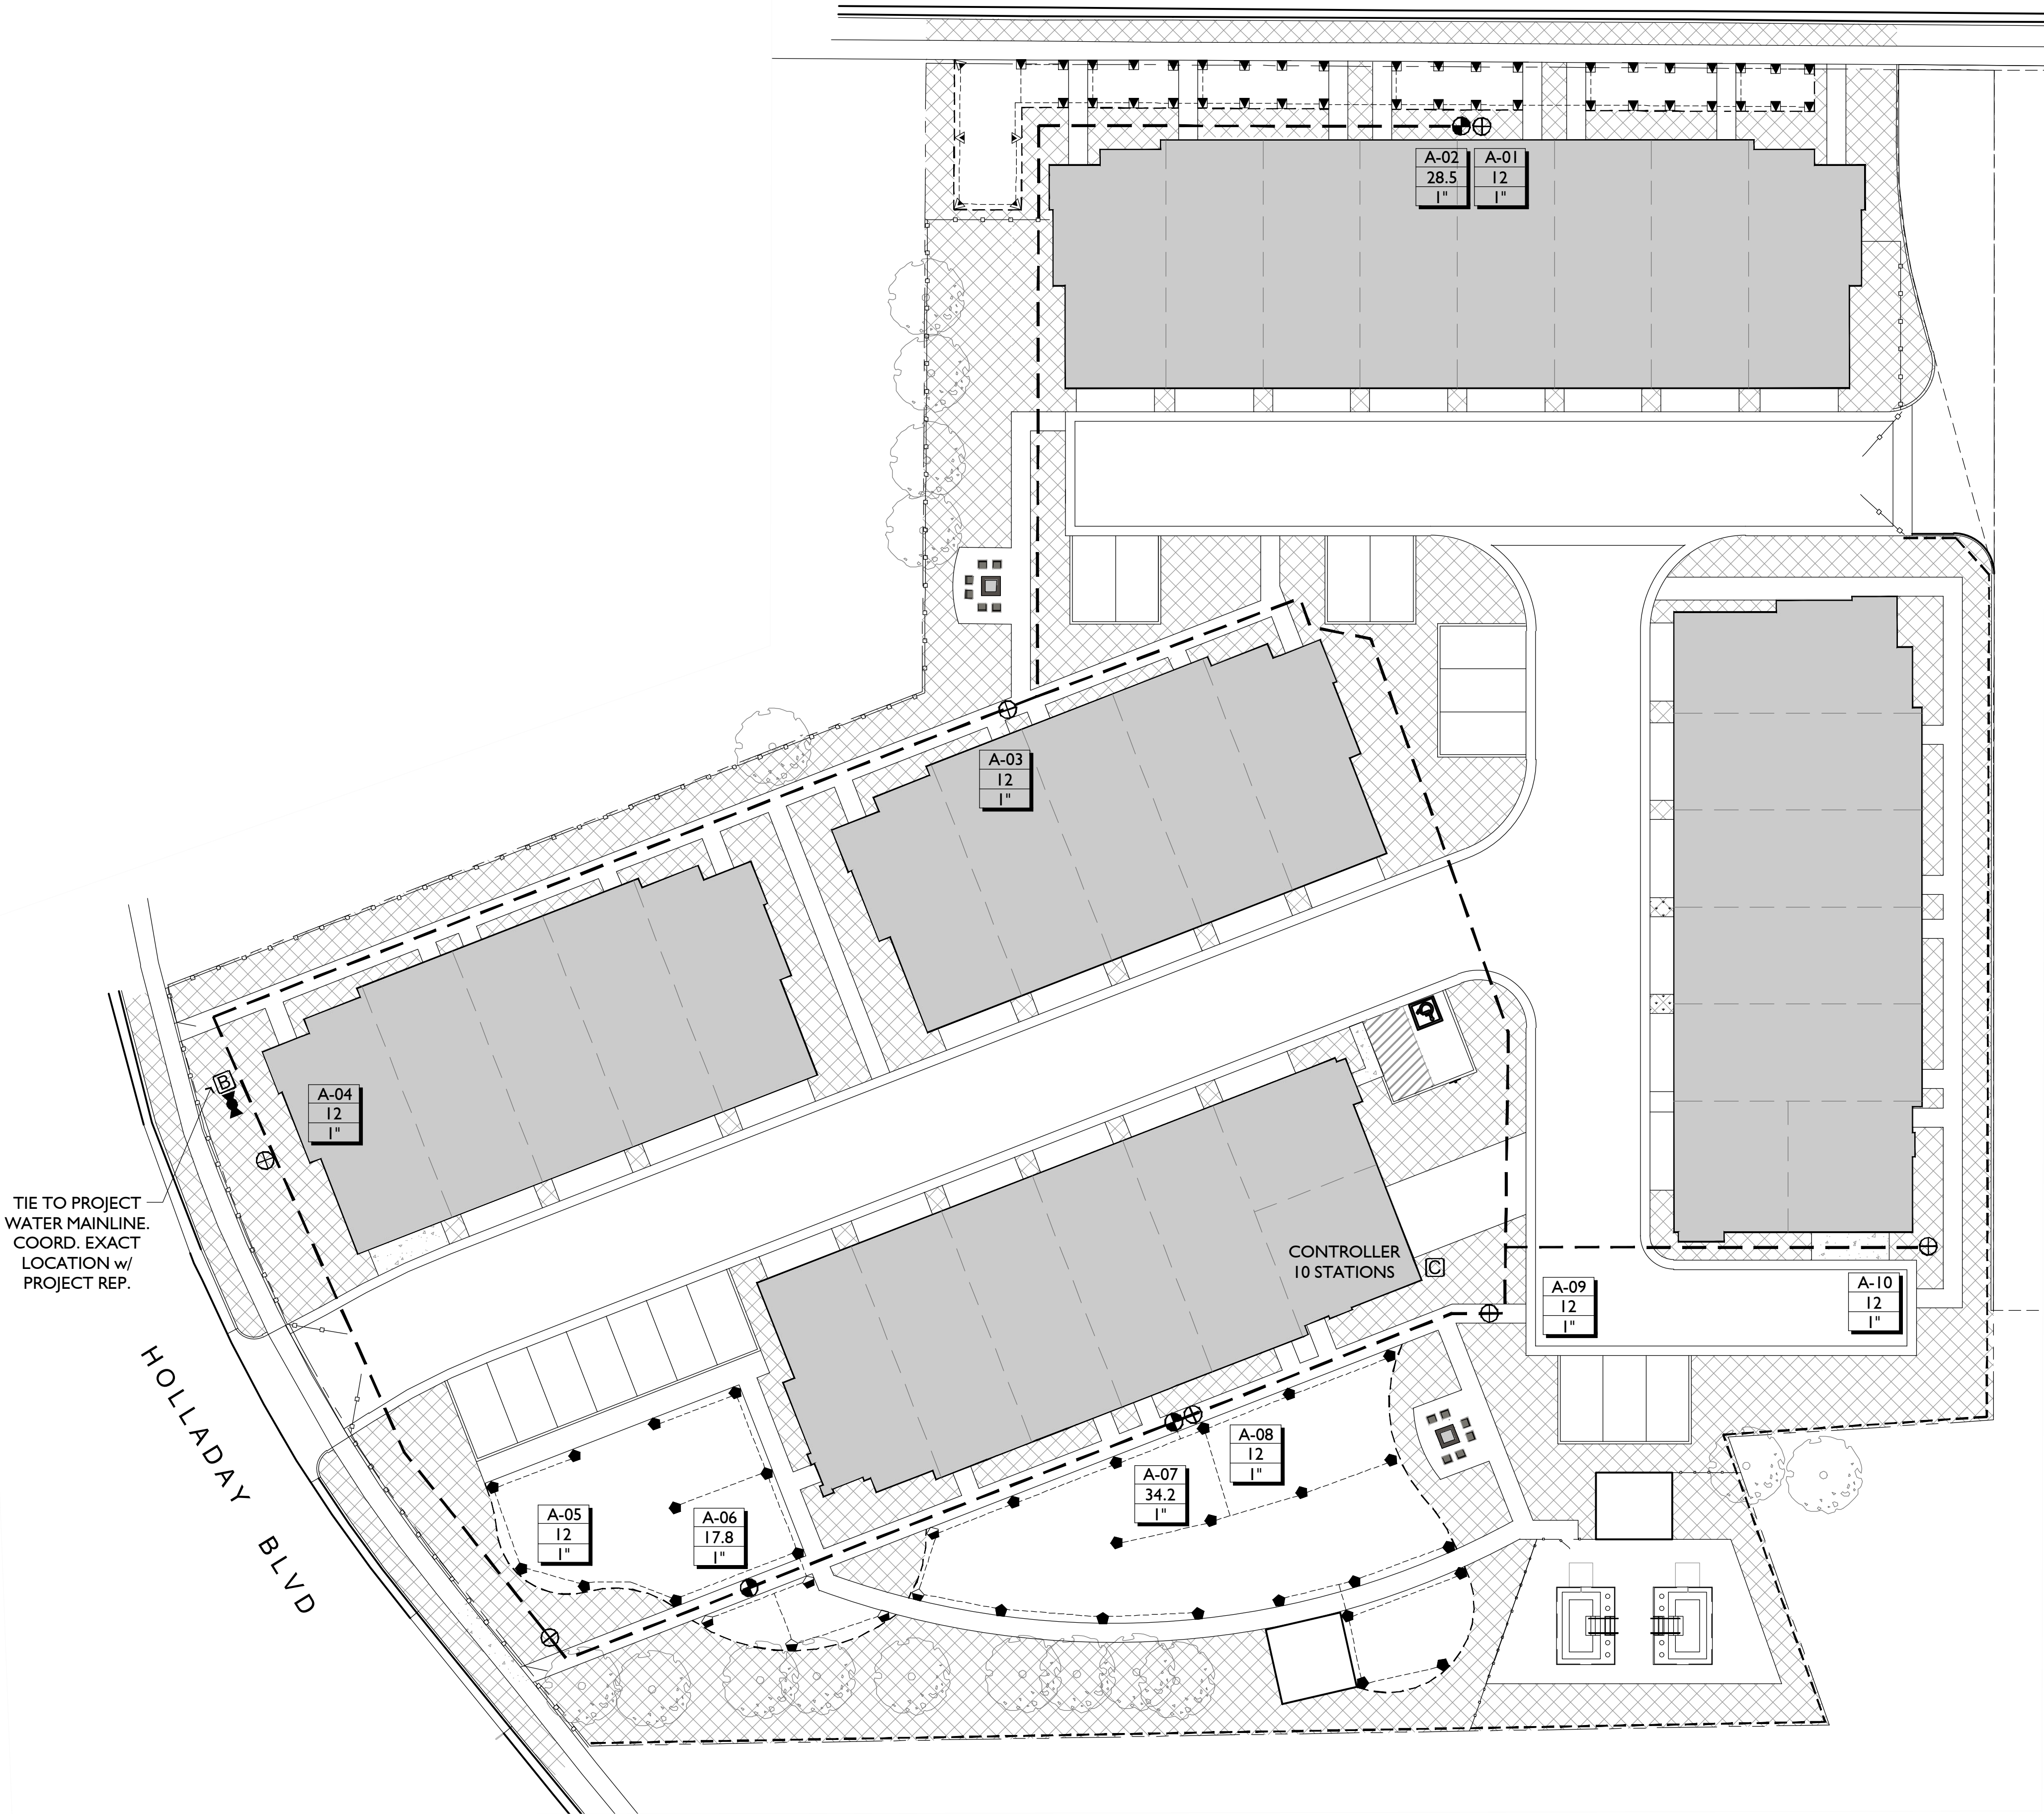 A-02
28.5
1"
A-01
12
1"
A-03
12
1"
B
A-04
12
1"
TIE TO PROJECT
WATER MAINLINE.
COORD. EXACT
LOCATION w/
PROJECT REP.
CONTROLLER
10 STATIONS
C
A-09
12
1"
A-10
12
1"
HOLLADAY BLVD
A-05
12
1"
A-06
17.8
1"
A-07
34.2
1"
A-08
12
1"